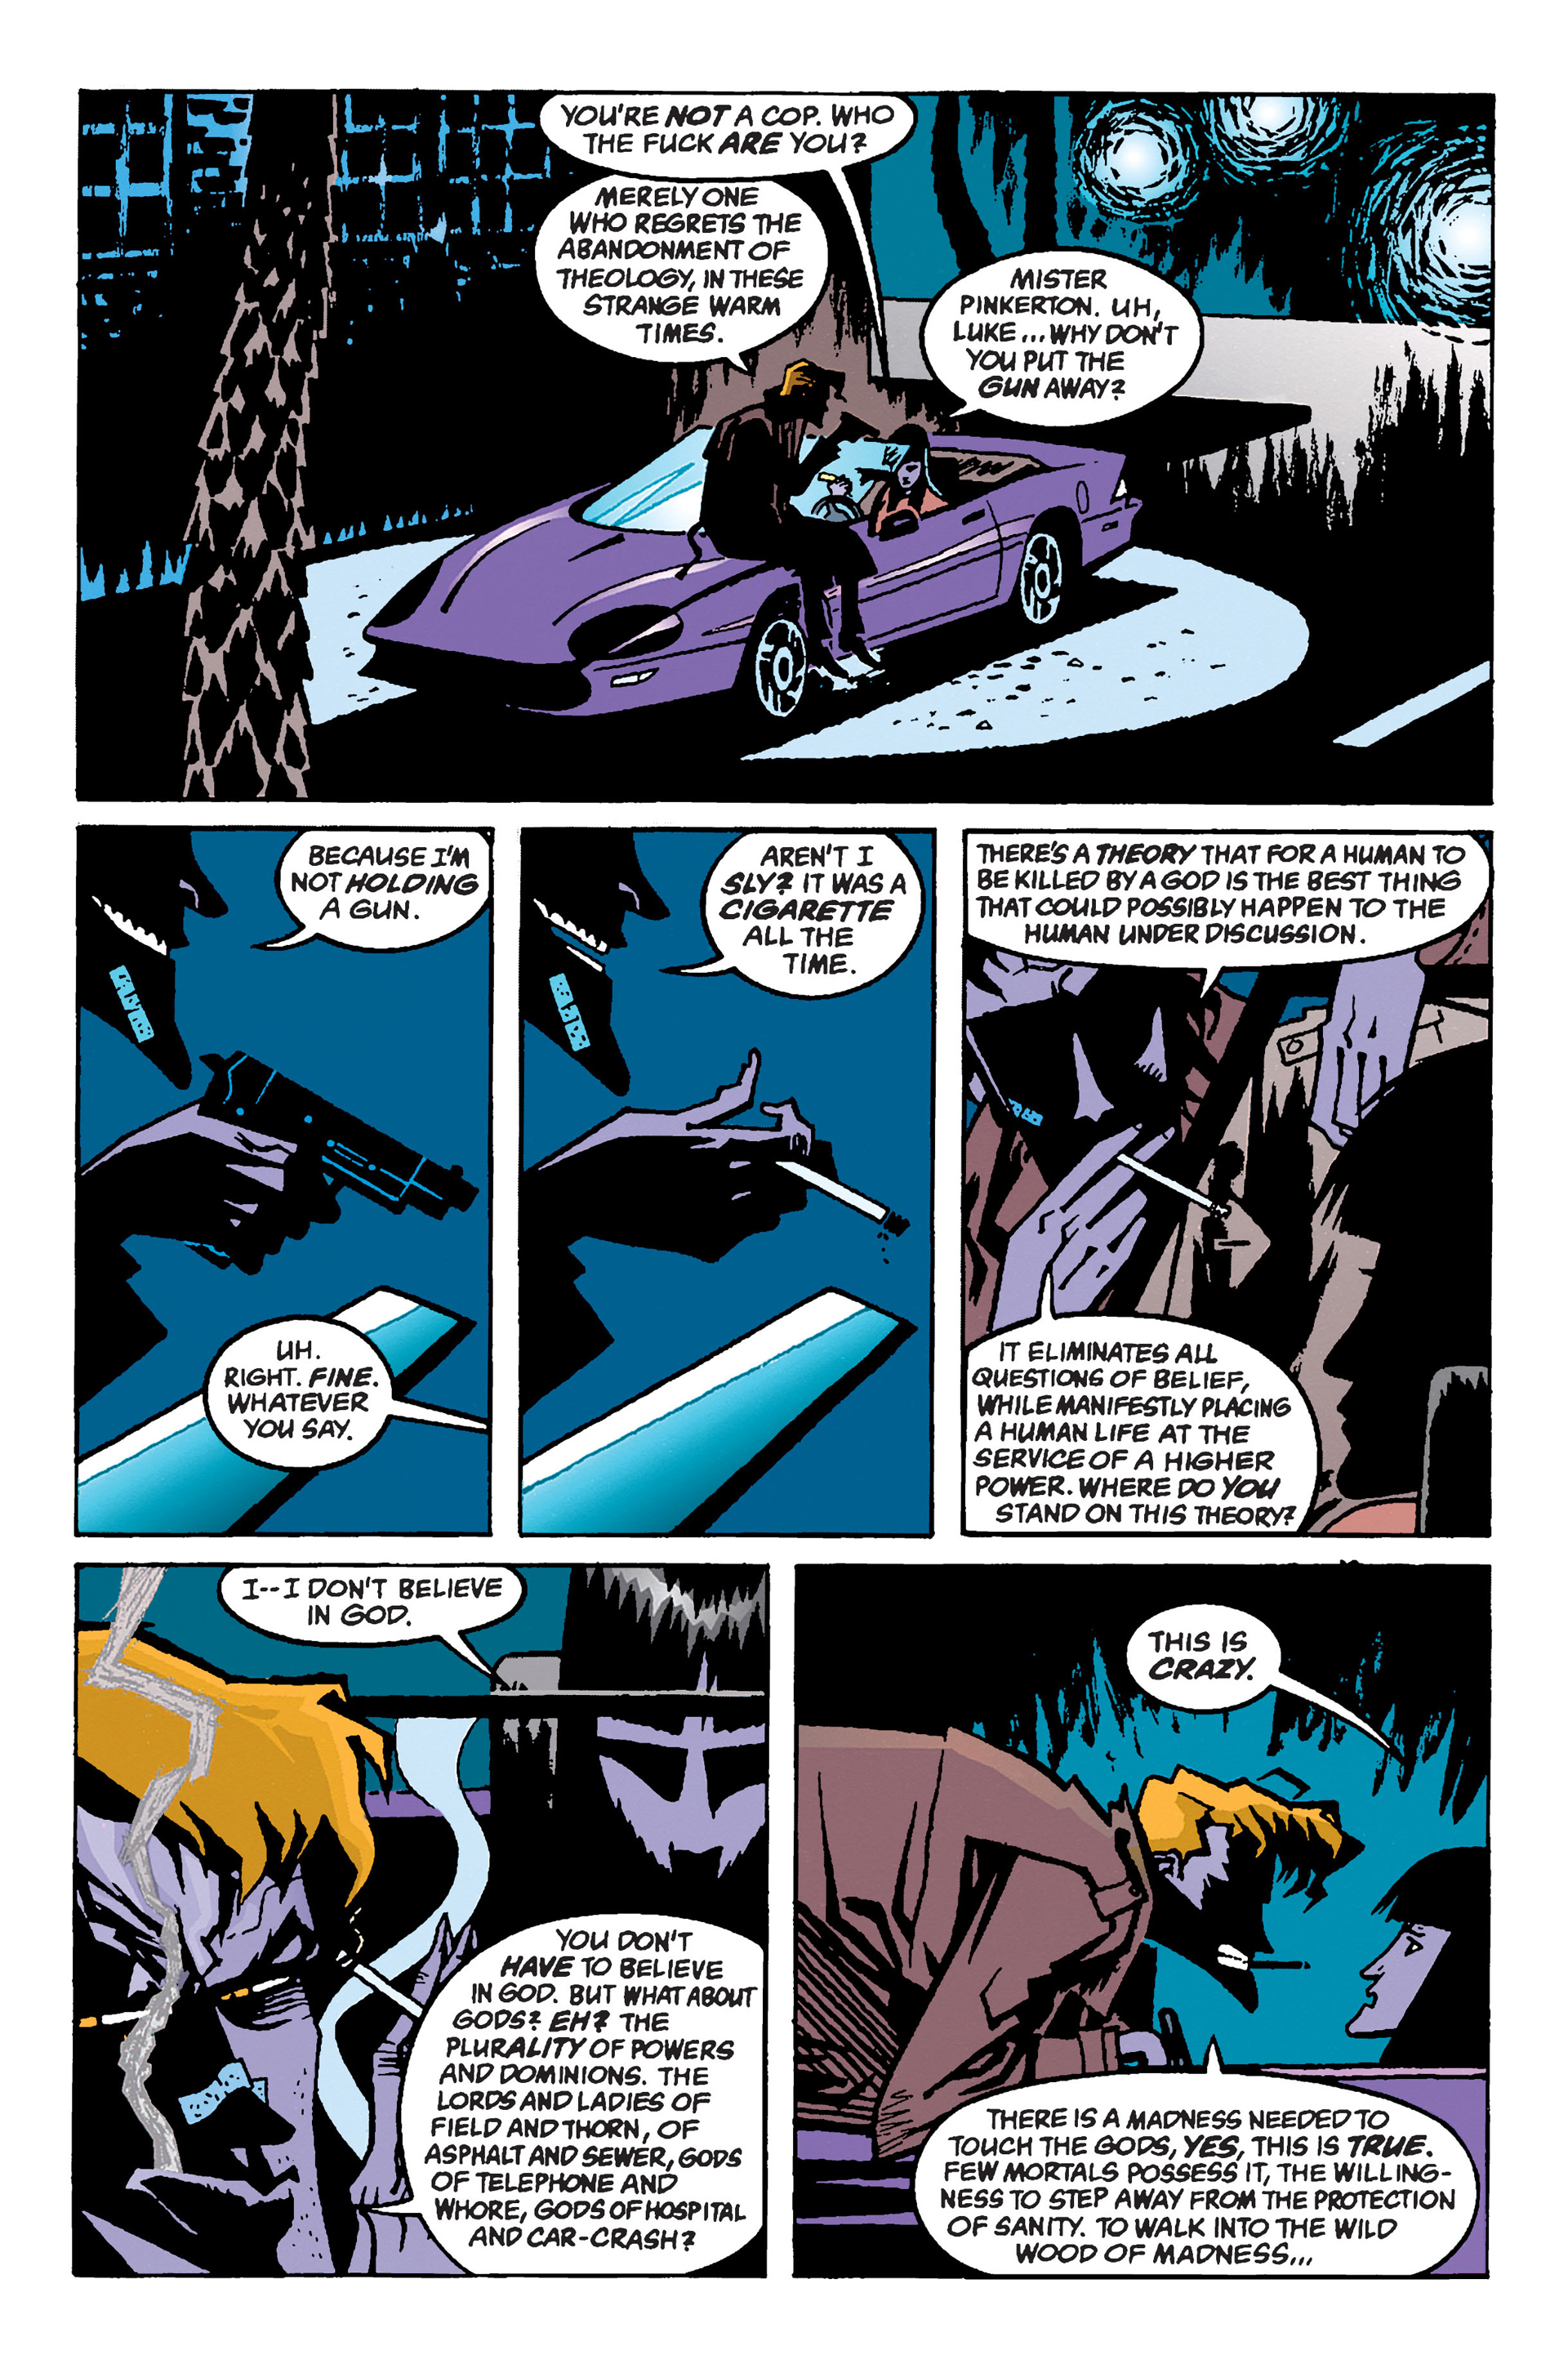 YOU'RE NOT A COP. WHO
THE FUCK ARE YOU?
MERELY ONE
WHO REGRETS THE
ABANDONMENT OF
THEOLOGY, IN THESE
STRANGE WARM
TIMES.
MISTER
PINKERTON. UH,
LUKE... WHY DON'T
YOU PUT THE
GUN AWAY?
BECAUSE I'M
NOT HOLDING
A GUN.
UH.
RIGHT. FINE.
WHATEVER
YOU SAY.
AREN'T I
SLY? IT WAS A
CIGARETTE
ALL THE
TIME.
THERE'S A THEORY THAT FOR A HUMAN TO
BE KILLED BY A GOD IS THE BEST THING
THAT COULD POSSIBLY HAPPEN TO THE
HUMAN UNDER DISCUSSION.
IT ELIMINATES ALL
QUESTIONS OF BELIEF,
WHILE MANIFESTLY PLACING
A HUMAN LIFE AT THE
SERVICE OF A HIGHER
POWER. WHERE DO YOU
STAND ON THIS THEORY?
I--I DON'T BELIEVE
IN GOD.
YOU DON'T
HAVE TO BELIEVE
IN GOD. BUT WHAT ABOUT
GODS? EH? THE
PLURALITY OF POWERS
AND DOMINIONS. THE
LORDS AND LADIES OF
FIELD AND THORN, OF
ASPHALT AND SEWER, GODS
OF TELEPHONE AND
WHORE, GODS OF HOSPITAL
AND CAR-CRASH?
THIS IS
CRAZY.
THERE IS A MADNESS NEEDED TO
TOUCH THE GODS, YES, THIS IS TRUE.
FEW MORTALS POSSESS IT, THE WILLING-
NESS TO STEP AWAY FROM THE PROTECTION
OF SANITY. TO WALK INTO THE WILD
WOOD OF MADNESS...